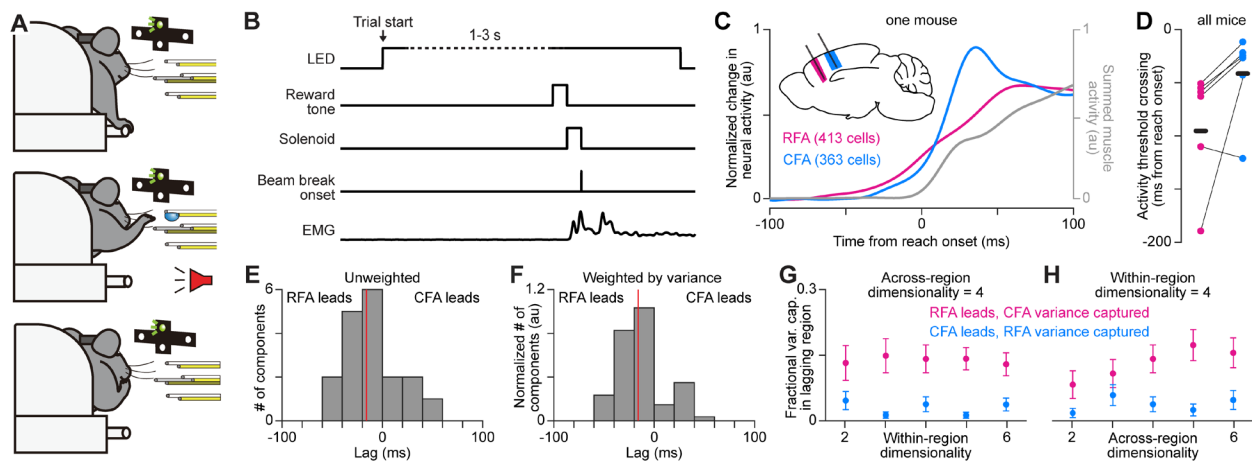 A
B
Trial start
1-3 s
LED
Reward
tone
Solenoid
Beam break
onset
EMG
C
one mouse
Normalized change in
neural activity (au)
1
0
RFA (413 cells)
CFA (363 cells)
Summed muscle
activity (au)
1
0
-100
0
100
Time from reach onset (ms)
D
all mice
Activity threshold crossing
(ms from reach onset)
0
-200
E
Unweighted
RFA leads
CFA leads
# of components
6
0
-100
0
100
Lag (ms)
F
Weighted by variance
RFA leads
CFA leads
Normalized # of
components (au)
1.2
0
-100
0
100
Lag (ms)
G
Across-region
dimensionality = 4
H
Within-region
dimensionality = 4
RFA leads, CFA variance captured
CFA leads, RFA variance captured
Fractional var. cap.
in lagging region
0.3
0
2
6
Within-region
dimensionality
2
6
Across-region
dimensionality